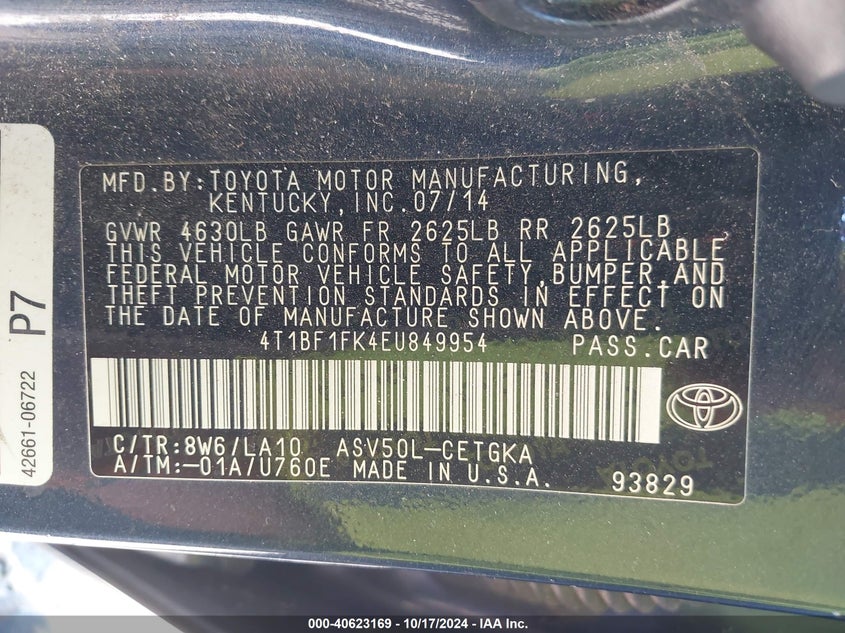 MFD.BY:TOYOTA MOTOR MANUFACTURING,
KENTUCKY,INC.07/14
GVWR 4630LB GAWR FR 2625LB RR 2625LB
THIS VEHICLE CONFORMS TO ALL APPLICABLE
FEDERAL MOTOR VEHICLE SAFETY,BUMPER,AND
THEFT PREVENTION STANDARDS IN EFFECT ON
THE DATE OF MANUFACTURE SHOWN ABOVE.
4T1BF1FK4EU849954 PASS.CAR
C/TR:8W6/LA10 ASV50L-CETGKA
A/TM:-01A/U760E MADE IN U.S.A.
93829
P7
42661-06722
000-40623169 - 10/17/2024 - IAA Inc.